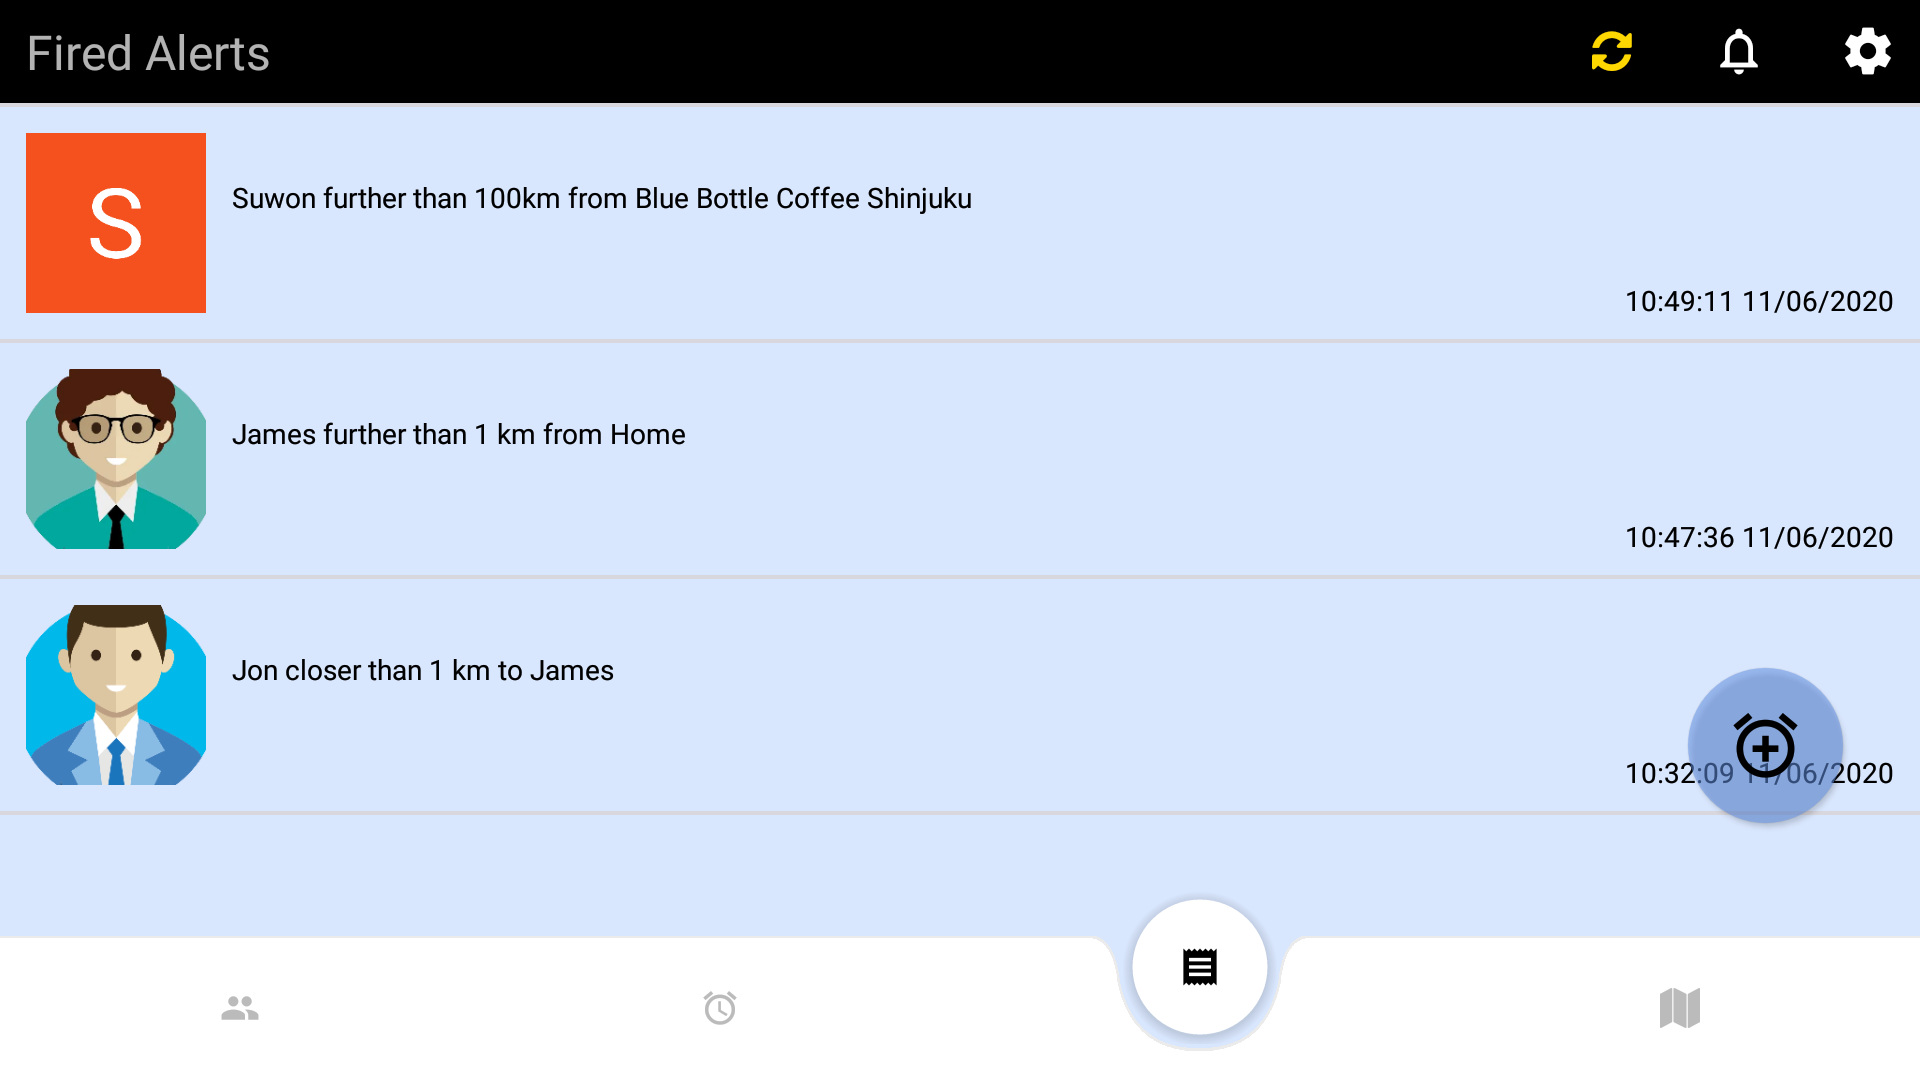 Fired Alerts
S
Suwon further than 100km from Blue Bottle Coffee Shinjuku
10:49:11 11/06/2020
James further than 1 km from Home
10:47:36 11/06/2020
Jon closer than 1 km to James
10:32:09 11/06/2020